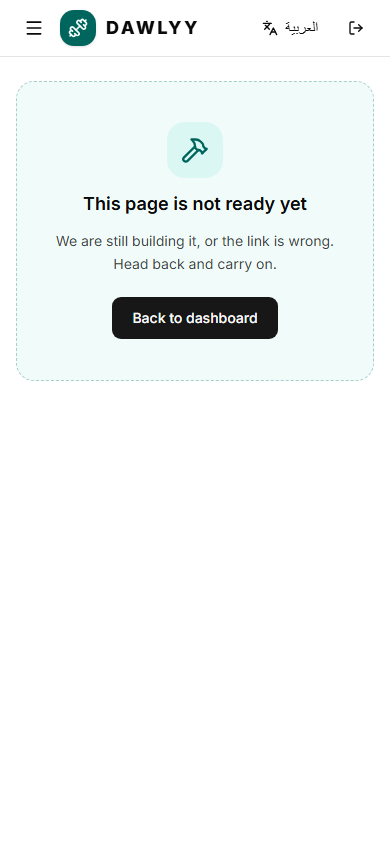 DAWLYY
العربية
This page is not ready yet
We are still building it, or the link is wrong.
Head back and carry on.
Back to dashboard